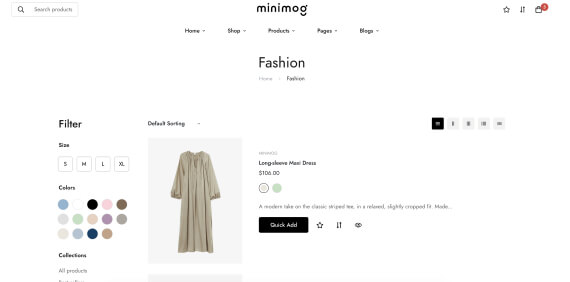 Search products
minimog
Home
Shop
Products
Pages
Blogs
Fashion
Home
Fashion
Filter
Size
S
M
L
XL
Colors
Collections
All products
Default Sorting
MINIMOG
Long-sleeve Maxi Dress
$106.00
A modern take on the classic striped tee, in a relaxed, slightly cropped fit. Made...
Quick Add